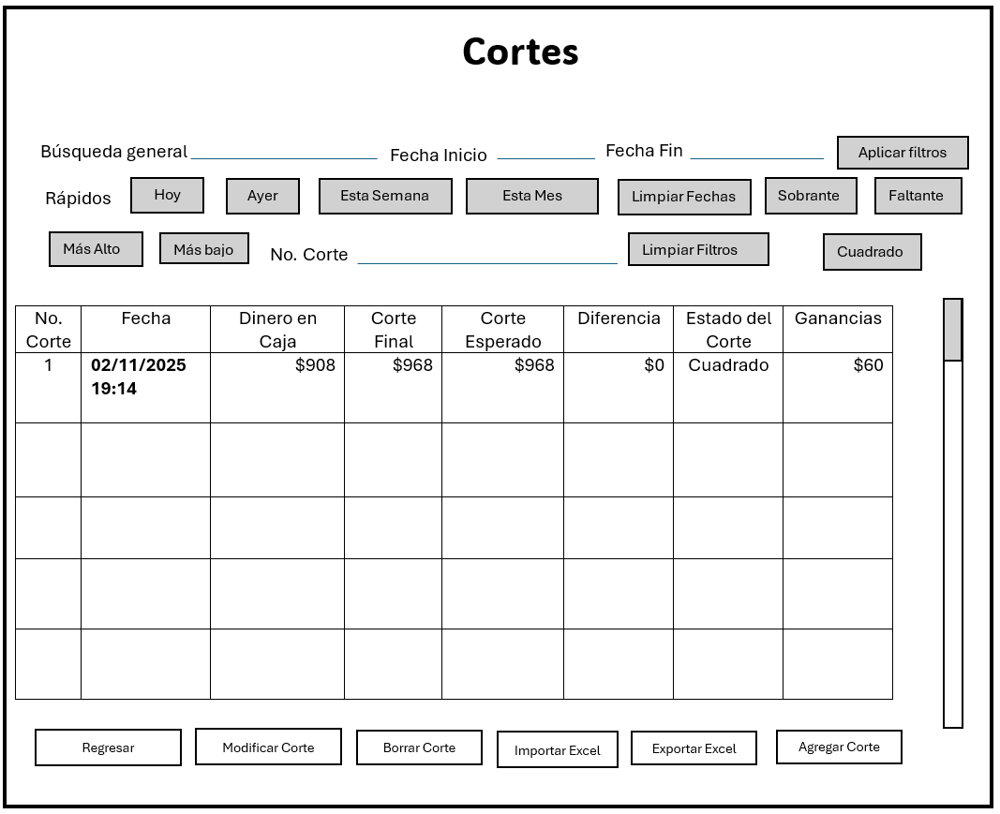 Cortes
Búsqueda general Fecha Inicio Fecha Fin Aplicar filtros
Rápidos Hoy Ayer Esta Semana Esta Mes Limpiar Fechas Sobrante Faltante
Más Alto Más bajo No. Corte Limpiar Filtros Cuadrado
No. Corte Fecha Dinero en Caja Corte Final Corte Esperado Diferencia Estado del Corte Ganancias
1 02/11/2025 19:14 $908 $968 $968 $0 Cuadrado $60
Regresar Modificar Corte Borrar Corte Importar Excel Exportar Excel Agregar Corte